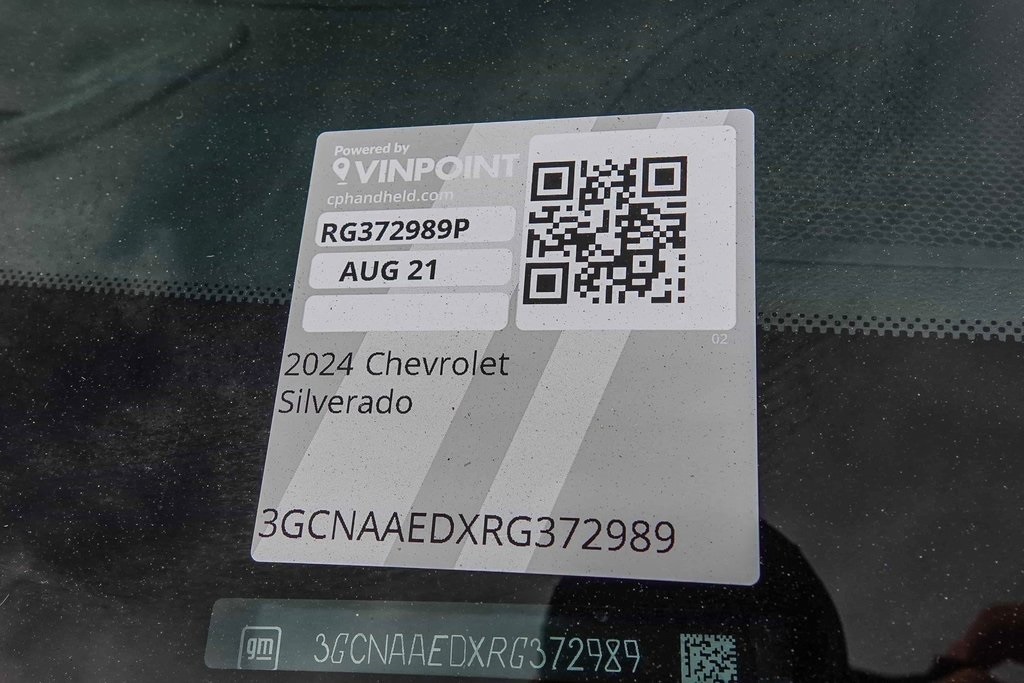 Powered by
VINPOINT
cphandheld.com
RG372989P
AUG 21
02
2024 Chevrolet
Silverado
3GCNAAEDXRG372989
gm 3GCNAAEDXRG372989